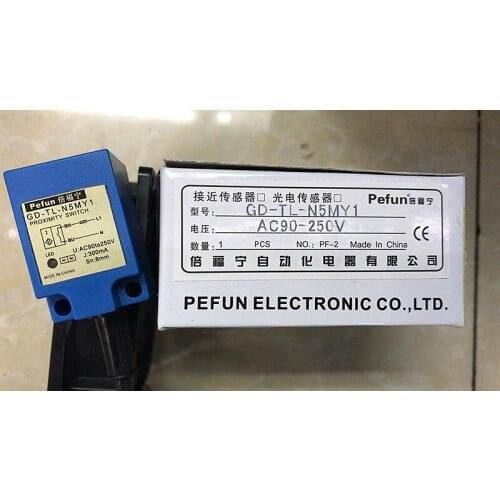 Pefun 倍福宁
GD-TL-N5MY1
PROXIMITY SWITCH
BN
L1
BU
N
LED
U:AC90to250V
J:300mA
Sn:8mm
MADE IN CHINA
接近传感器□ 光电传感器□ Pefun®倍福宁
型号: GD-TL-N5MY1
电压: AC90-250V
CE
数量: 1 PCS NO.: PF-2 Made In China
倍福宁自动化电器有限公司
PEFUN ELECTRONIC CO.,LTD.